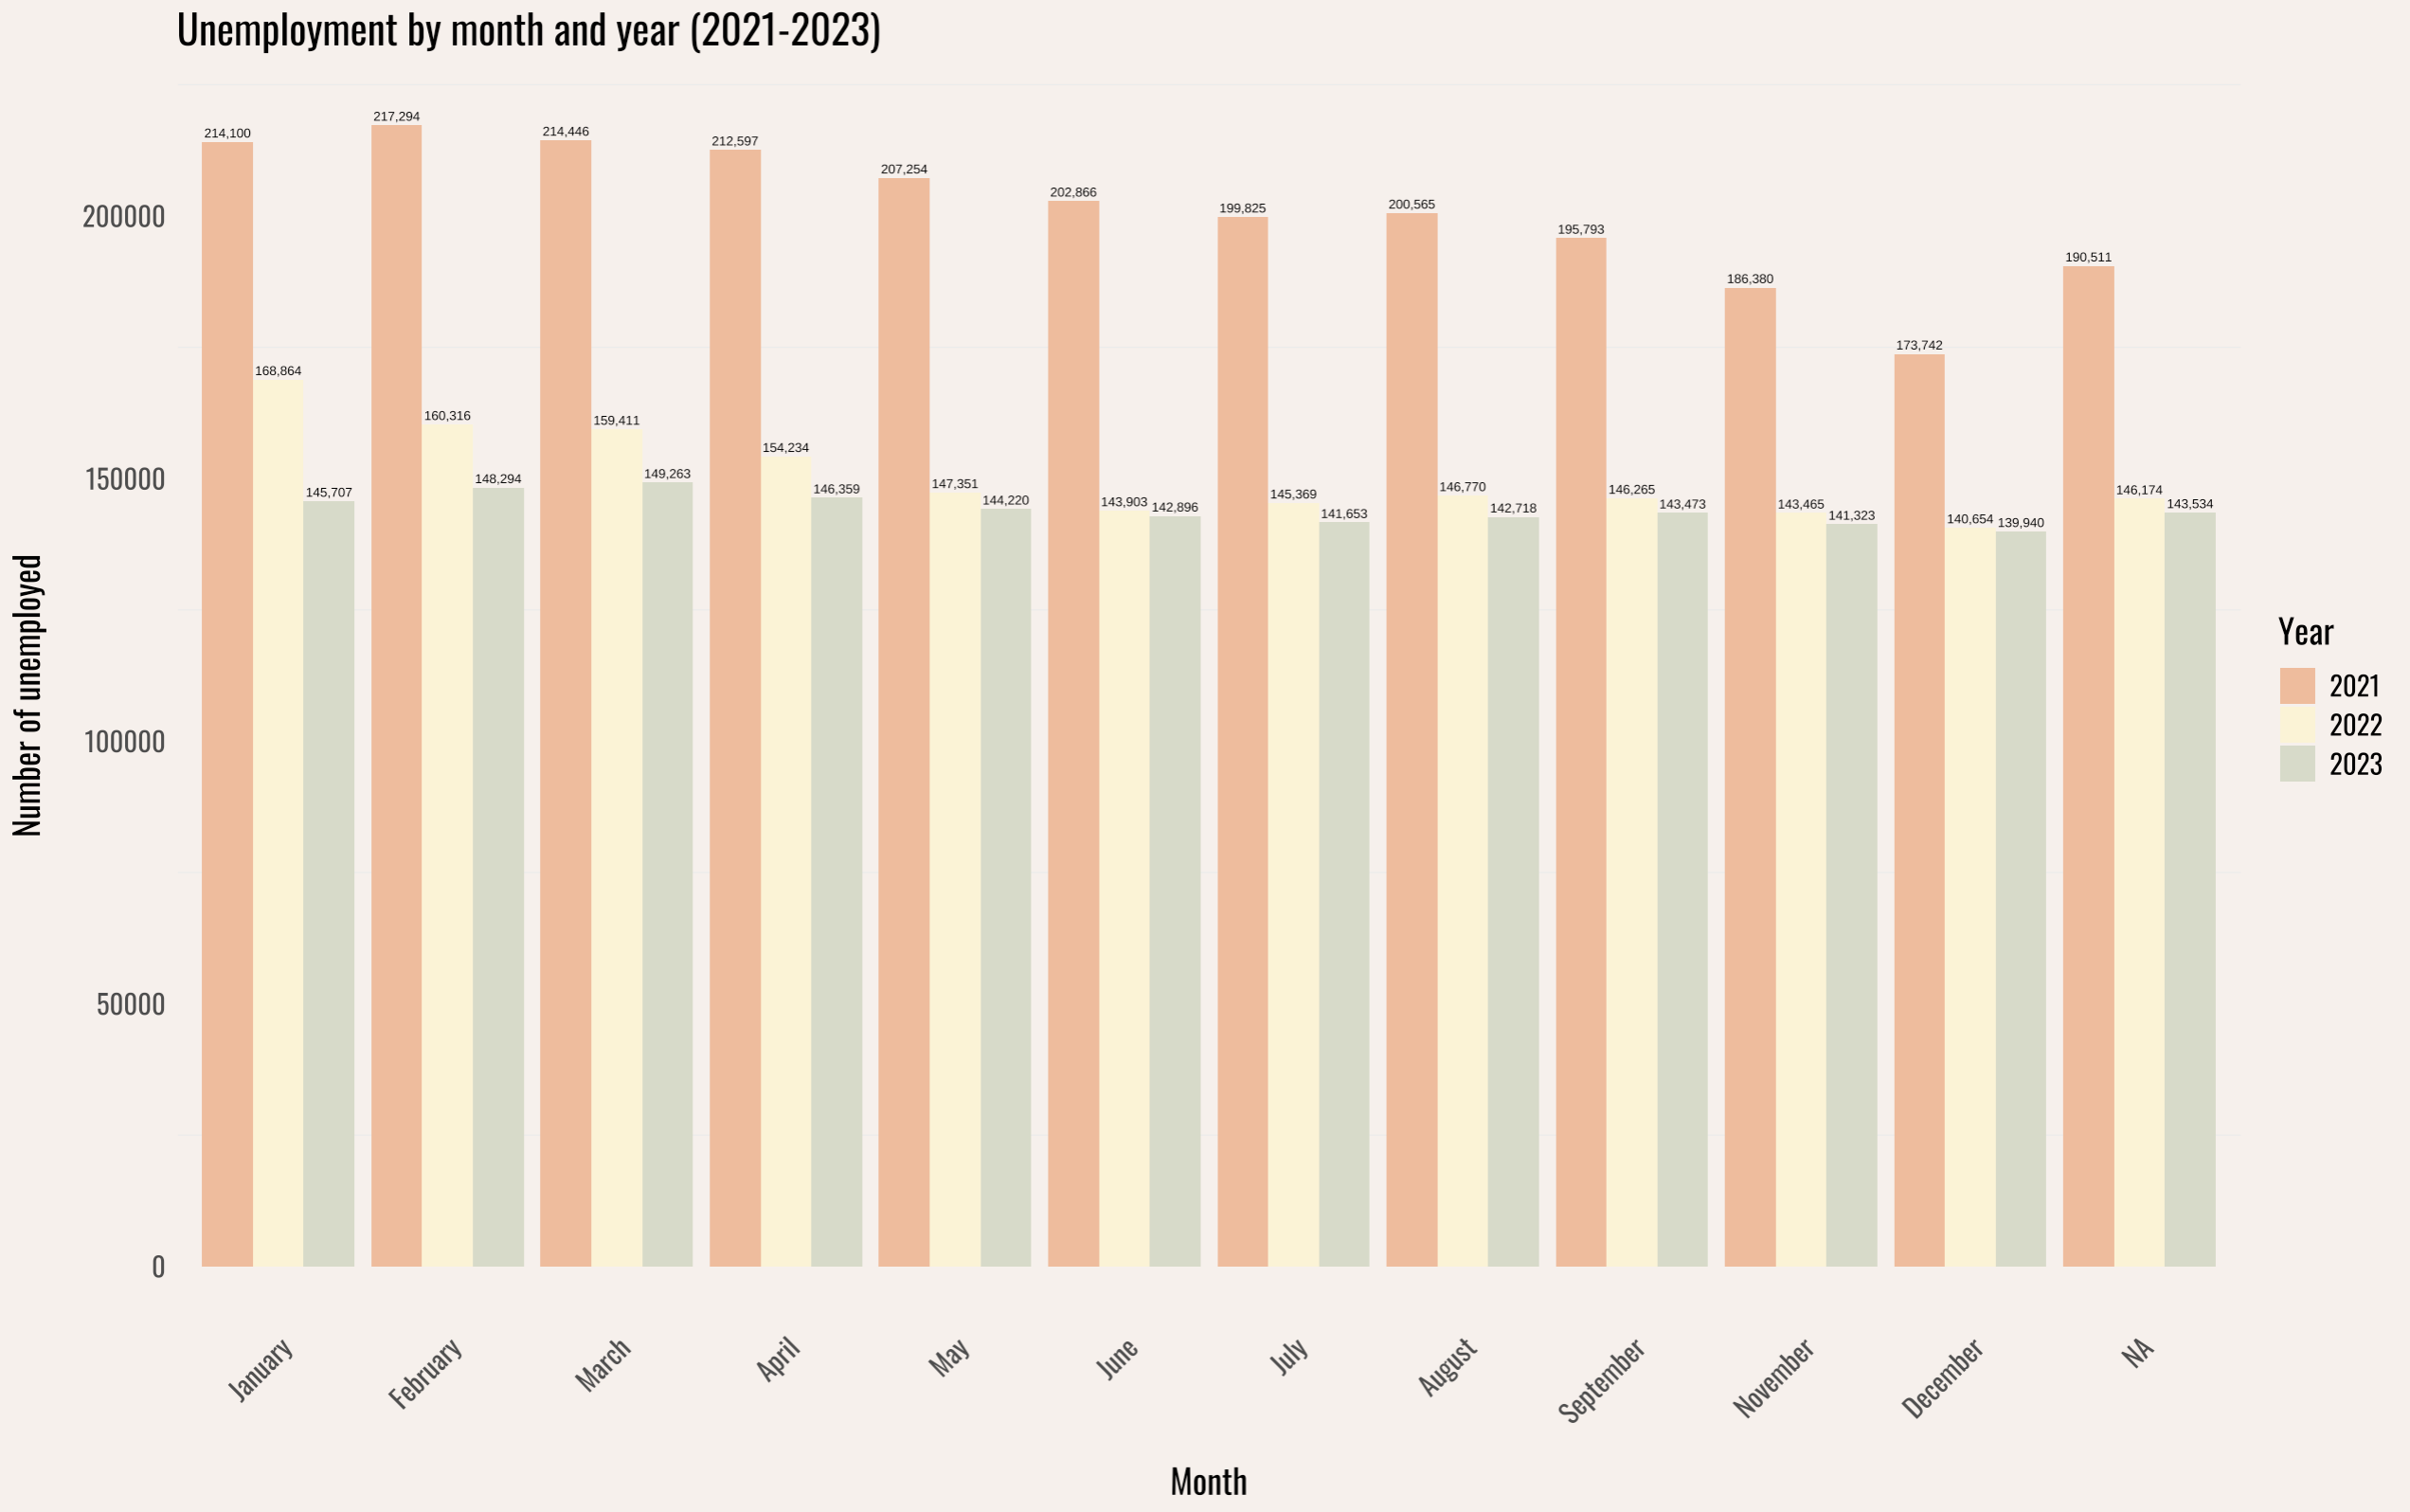 Unemployment by month and year (2021-2023)
Number of unemployed
200000
150000
100000
50000
0
214,100
168,864
145,707
217,294
160,316
148,294
214,446
159,411
149,263
212,597
154,234
146,359
207,254
147,351
144,220
202,866
143,903
142,896
199,825
145,369
141,653
200,565
146,770
142,718
195,793
146,265
143,473
186,380
143,465
141,323
173,742
140,654
139,940
190,511
146,174
143,534
January
February
March
April
May
June
July
August
September
November
December
NA
Month
Year
2021
2022
2023